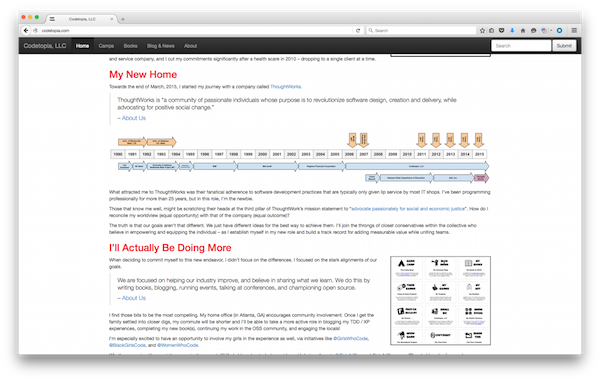 Codetopia, LLC
codetopia.com
Search
Codetopia, LLC Home Camps Books Blog & News About Search Submit
and service company, and I cut my commitments significantly after a health scare in 2010 – dropping to a single client at a time.
My New Home
Towards the end of March, 2015, I started my journey with a company called ThoughtWorks.
ThoughtWorks is "a community of passionate individuals whose purpose is to revolutionize software design, creation and delivery, while
advocating for positive social change."
– About Us
1990 1991 1992 1993 1994 1995 1996 1997 1998 1999 2000 2001 2002 2003 2004 2005 2006 2007 2008 2009 2010 2011 2012 2013 2014 2015
What attracted me to ThoughtWorks was their fanatical adherence to software development practices that are typically only given lip service by most IT shops. I've been programming
professionally for more than 25 years, but in this role, I'm the newbie.
Those that know me well, might be scratching their heads at the third pillar of ThoughtWork's mission statement to "advocate passionately for social and economic justice". How do I
reconcile my worldview (equal opportunity) with that of the company (equal outcome)?
The truth is that our goals aren't that different. We just have different ideas for the best way to achieve them. I'll join the throngs of closet conservatives within the collective who
believe in empowering and equipping the individual – as I establish myself in my new role and build a track record for adding measurable value while uniting teams.
I'll Actually Be Doing More
When deciding to commit myself to this new endeavor, I didn't focus on the differences. I focused on the stark alignments of our
goals.
We are focused on helping our industry improve, and believe in sharing what we learn. We do this by
writing books, blogging, running events, talking at conferences, and championing open source.
– About Us
I find those bits to be the most compelling. My home office (in Atlanta, GA) encourages community involvement. Once I get the
family settled into closer digs, my commute will be shorter and I'll be able to take a more active role in blogging my TDD / XP
experiences, completing my new book(s), continuing my work in the OSS community, and engaging the locals!
I'm especially excited to have an opportunity to involve my girls in the experience as well, via initiatives like @GirlsWhoCode,
@BlackGirlsCode, and @WomenWhoCode.